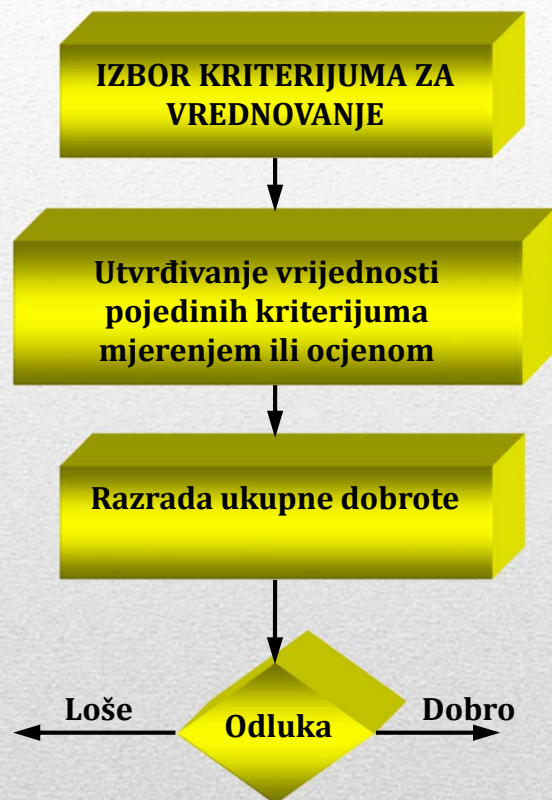 IZBOR KRITERIJUMA ZA
VREDNOVANJE
Utvrđivanje vrijednosti
pojedinih kriterijuma
mjerenjem ili ocjenom
Razrada ukupne dobrote
Loše
Odluka
Dobro